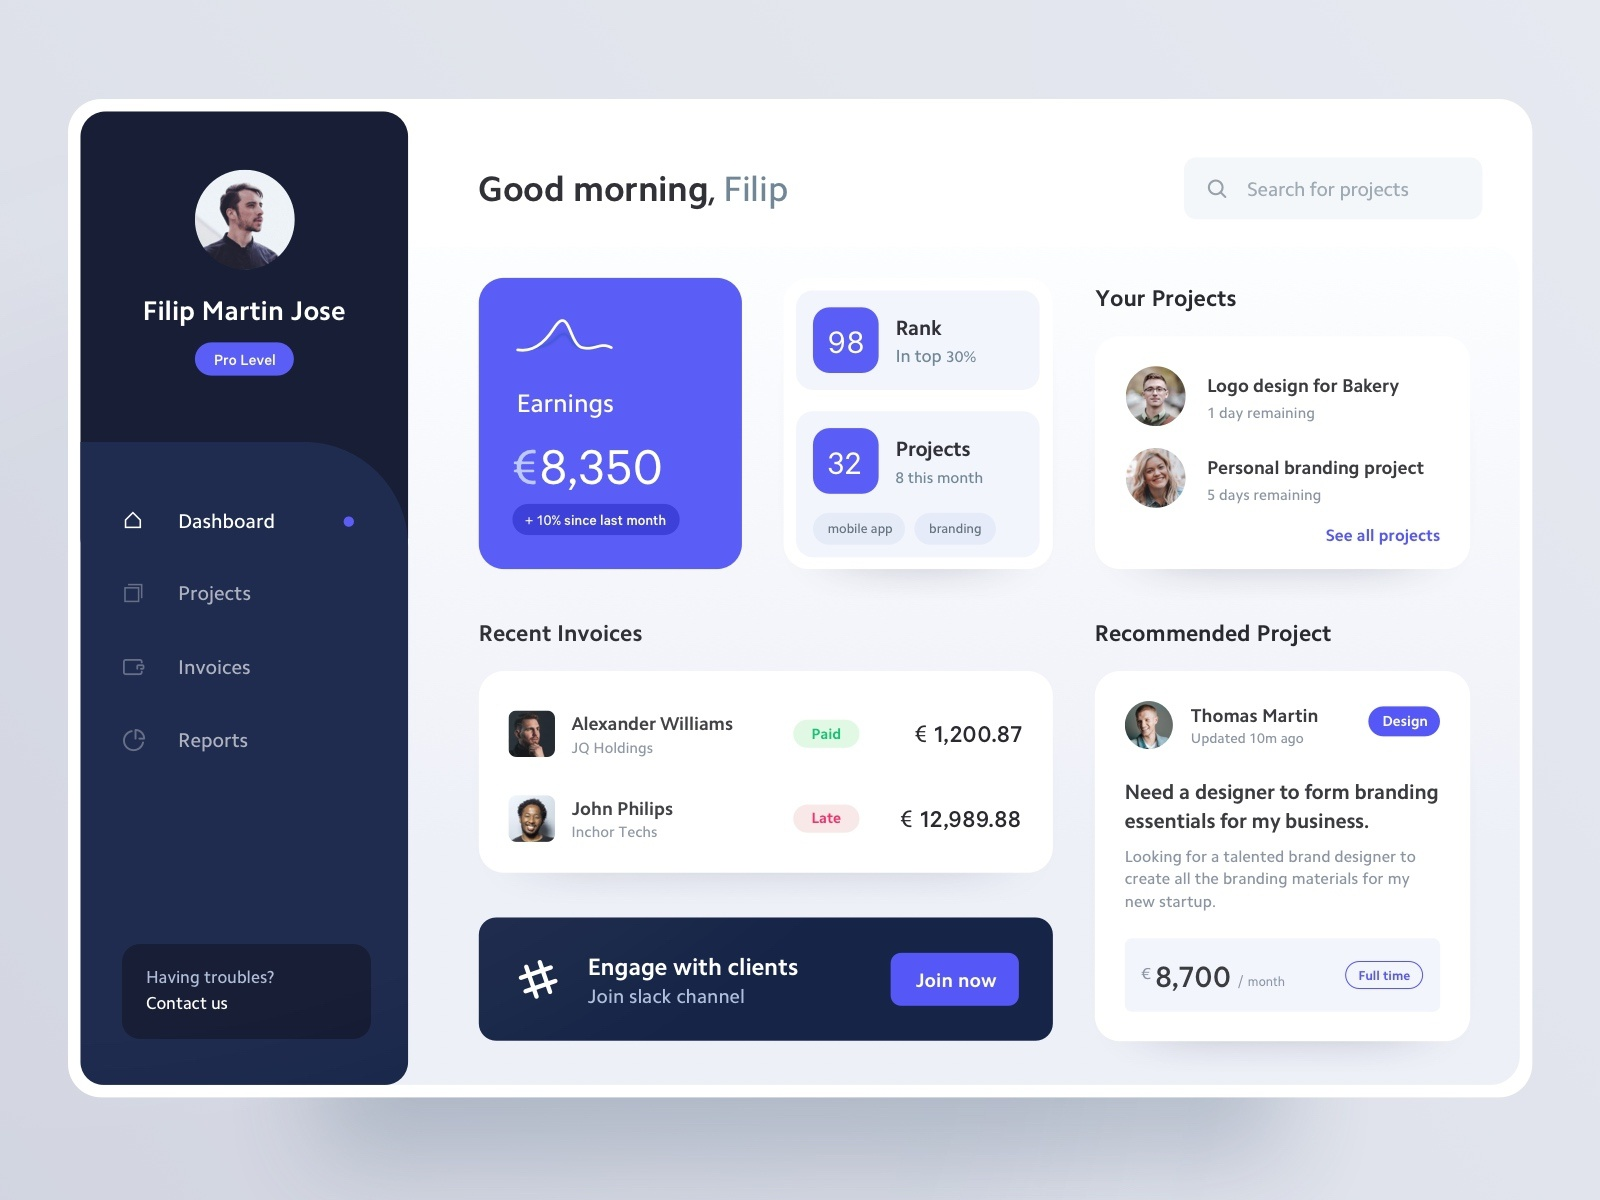 Filip Martin Jose
Pro Level
Dashboard
Projects
Invoices
Reports
Having troubles?
Contact us
Good morning, Filip
Search for projects
Earnings
€8,350
+ 10% since last month
98
Rank
In top 30%
32
Projects
8 this month
mobile app
branding
Your Projects
Logo design for Bakery
1 day remaining
Personal branding project
5 days remaining
See all projects
Recent Invoices
Alexander Williams
JQ Holdings
Paid
€ 1,200.87
John Philips
Inchor Techs
Late
€ 12,989.88
Engage with clients
Join slack channel
Join now
Recommended Project
Thomas Martin
Updated 10m ago
Design
Need a designer to form branding
essentials for my business.
Looking for a talented brand designer to
create all the branding materials for my
new startup.
€ 8,700 / month
Full time